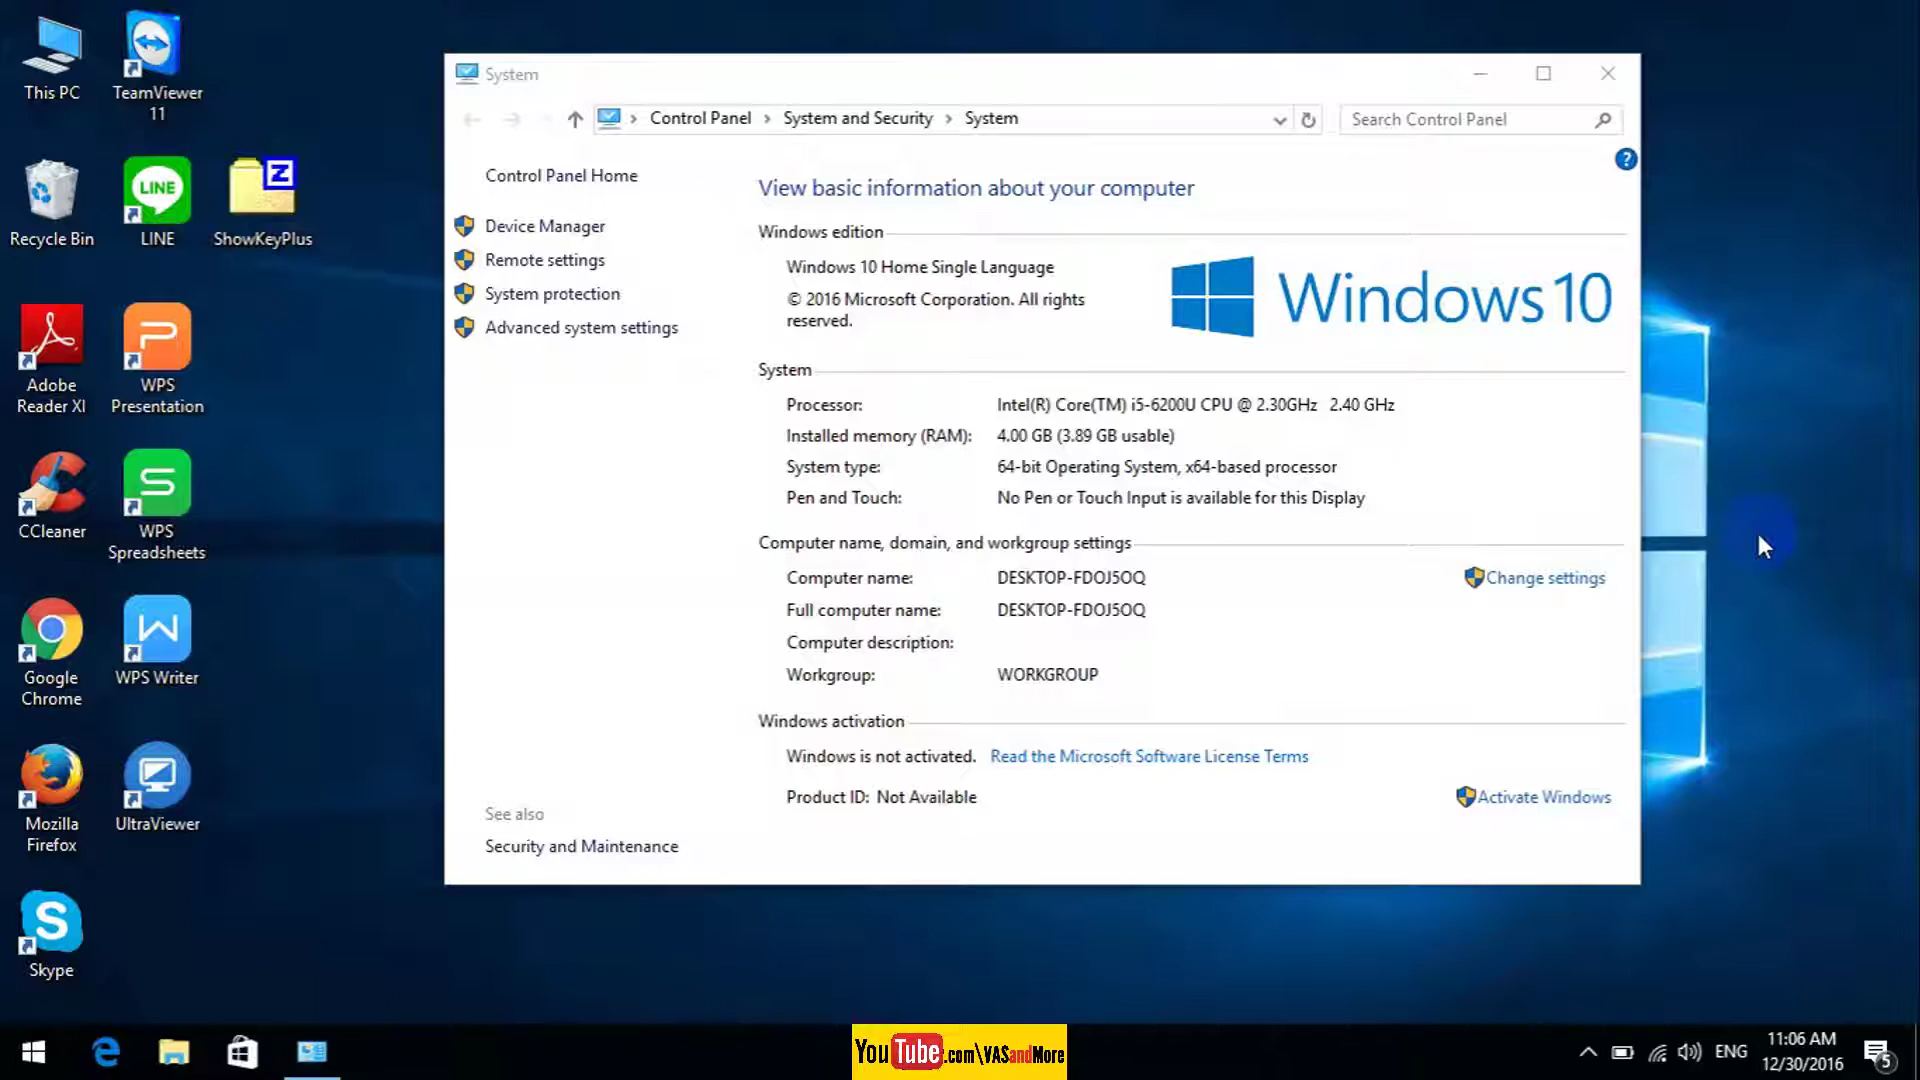 This PC
TeamViewer
11
Recycle Bin
LINE
LINE
Z
ShowKeyPlus
Adobe
Reader XI
P
WPS
Presentation
CCleaner
S
WPS
Spreadsheets
Google
Chrome
W
WPS Writer
Mozilla
Firefox
UltraViewer
S
Skype
System
Control Panel
System and Security
System
Search Control Panel
?
Control Panel Home
Device Manager
Remote settings
System protection
Advanced system settings
See also
Security and Maintenance
View basic information about your computer
Windows edition
Windows 10 Home Single Language
© 2016 Microsoft Corporation. All rights
reserved.
Windows 10
System
Processor: Intel(R) Core(TM) i5-6200U CPU @ 2.30GHz 2.40 GHz
Installed memory (RAM): 4.00 GB (3.89 GB usable)
System type: 64-bit Operating System, x64-based processor
Pen and Touch: No Pen or Touch Input is available for this Display
Computer name, domain, and workgroup settings
Computer name: DESKTOP-FDOJ5OQ
Change settings
Full computer name: DESKTOP-FDOJ5OQ
Computer description:
Workgroup: WORKGROUP
Windows activation
Windows is not activated. Read the Microsoft Software License Terms
Product ID: Not Available
Activate Windows
YouTube.com\VASandMore
ENG
11:06 AM
12/30/2016
5